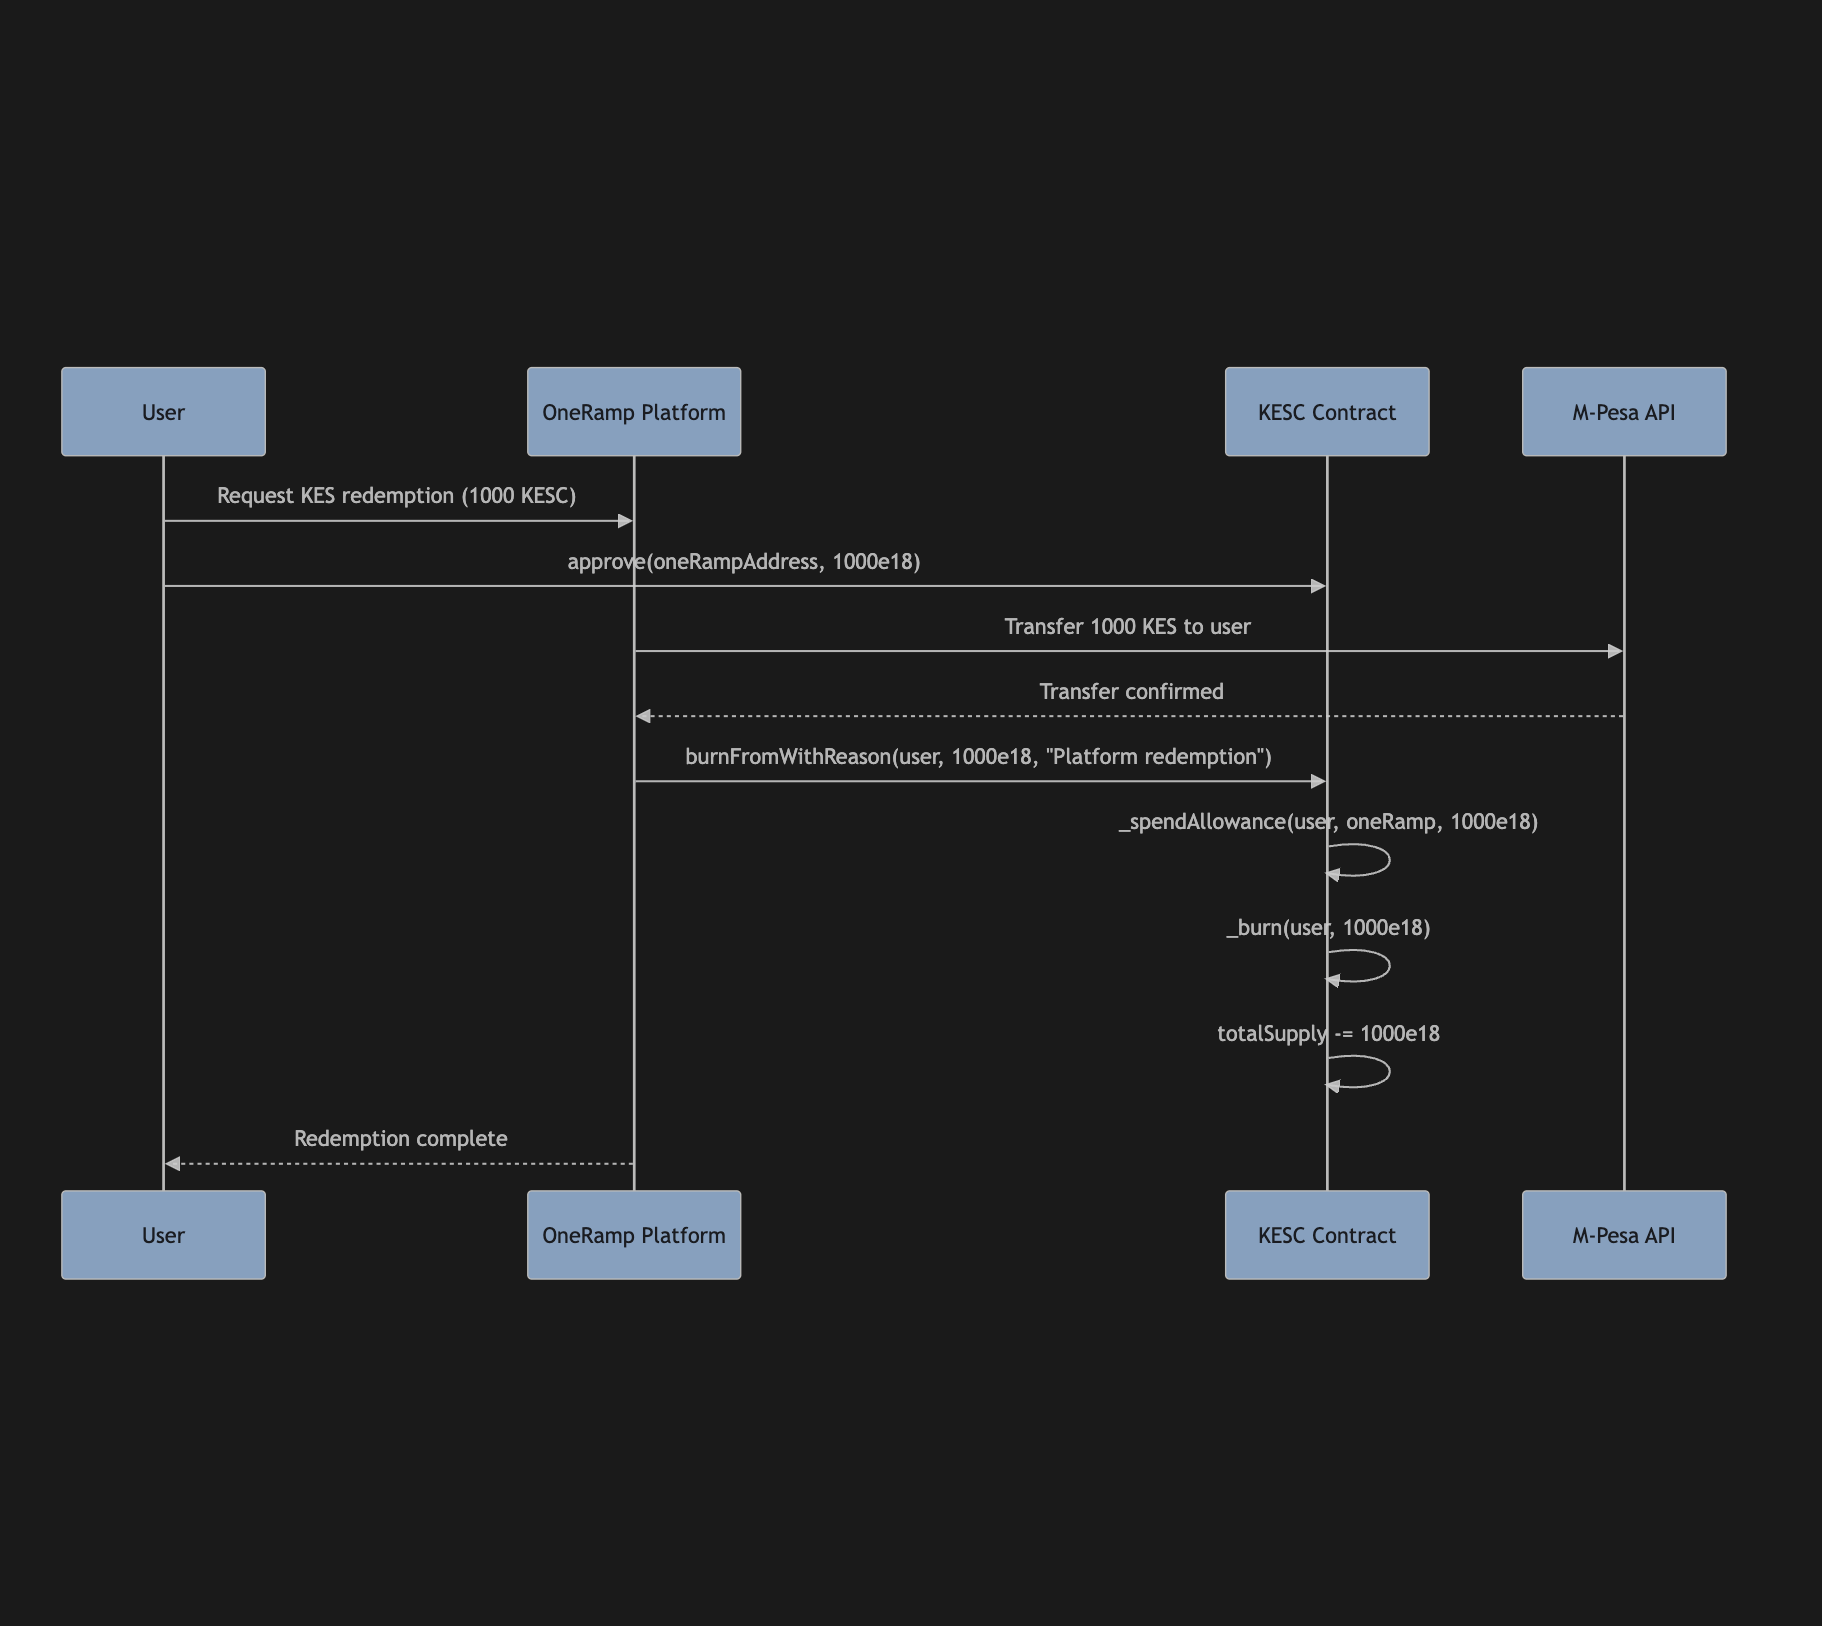 User
OneRamp Platform
KESC Contract
M-Pesa API
Request KES redemption (1000 KESC)
approve(oneRampAddress, 1000e18)
Transfer 1000 KES to user
Transfer confirmed
burnFromWithReason(user, 1000e18, "Platform redemption")
_spendAllowance(user, oneRamp, 1000e18)
_burn(user, 1000e18)
totalSupply -= 1000e18
Redemption complete
User
OneRamp Platform
KESC Contract
M-Pesa API